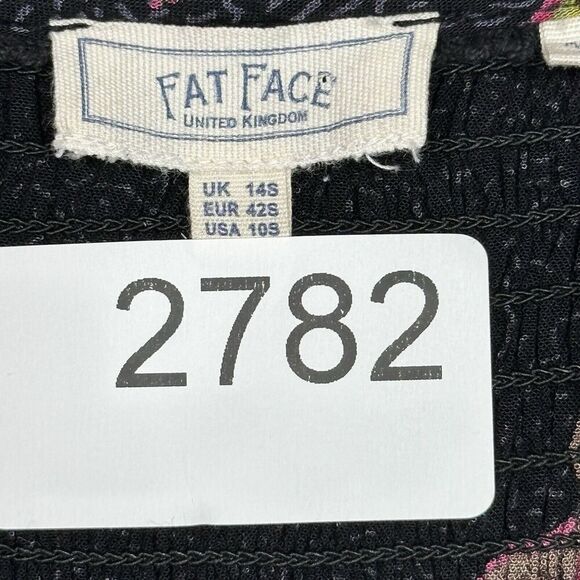 FAT FACE
UNITED KINGDOM
UK 14S
EUR 42S
USA 10S
2782